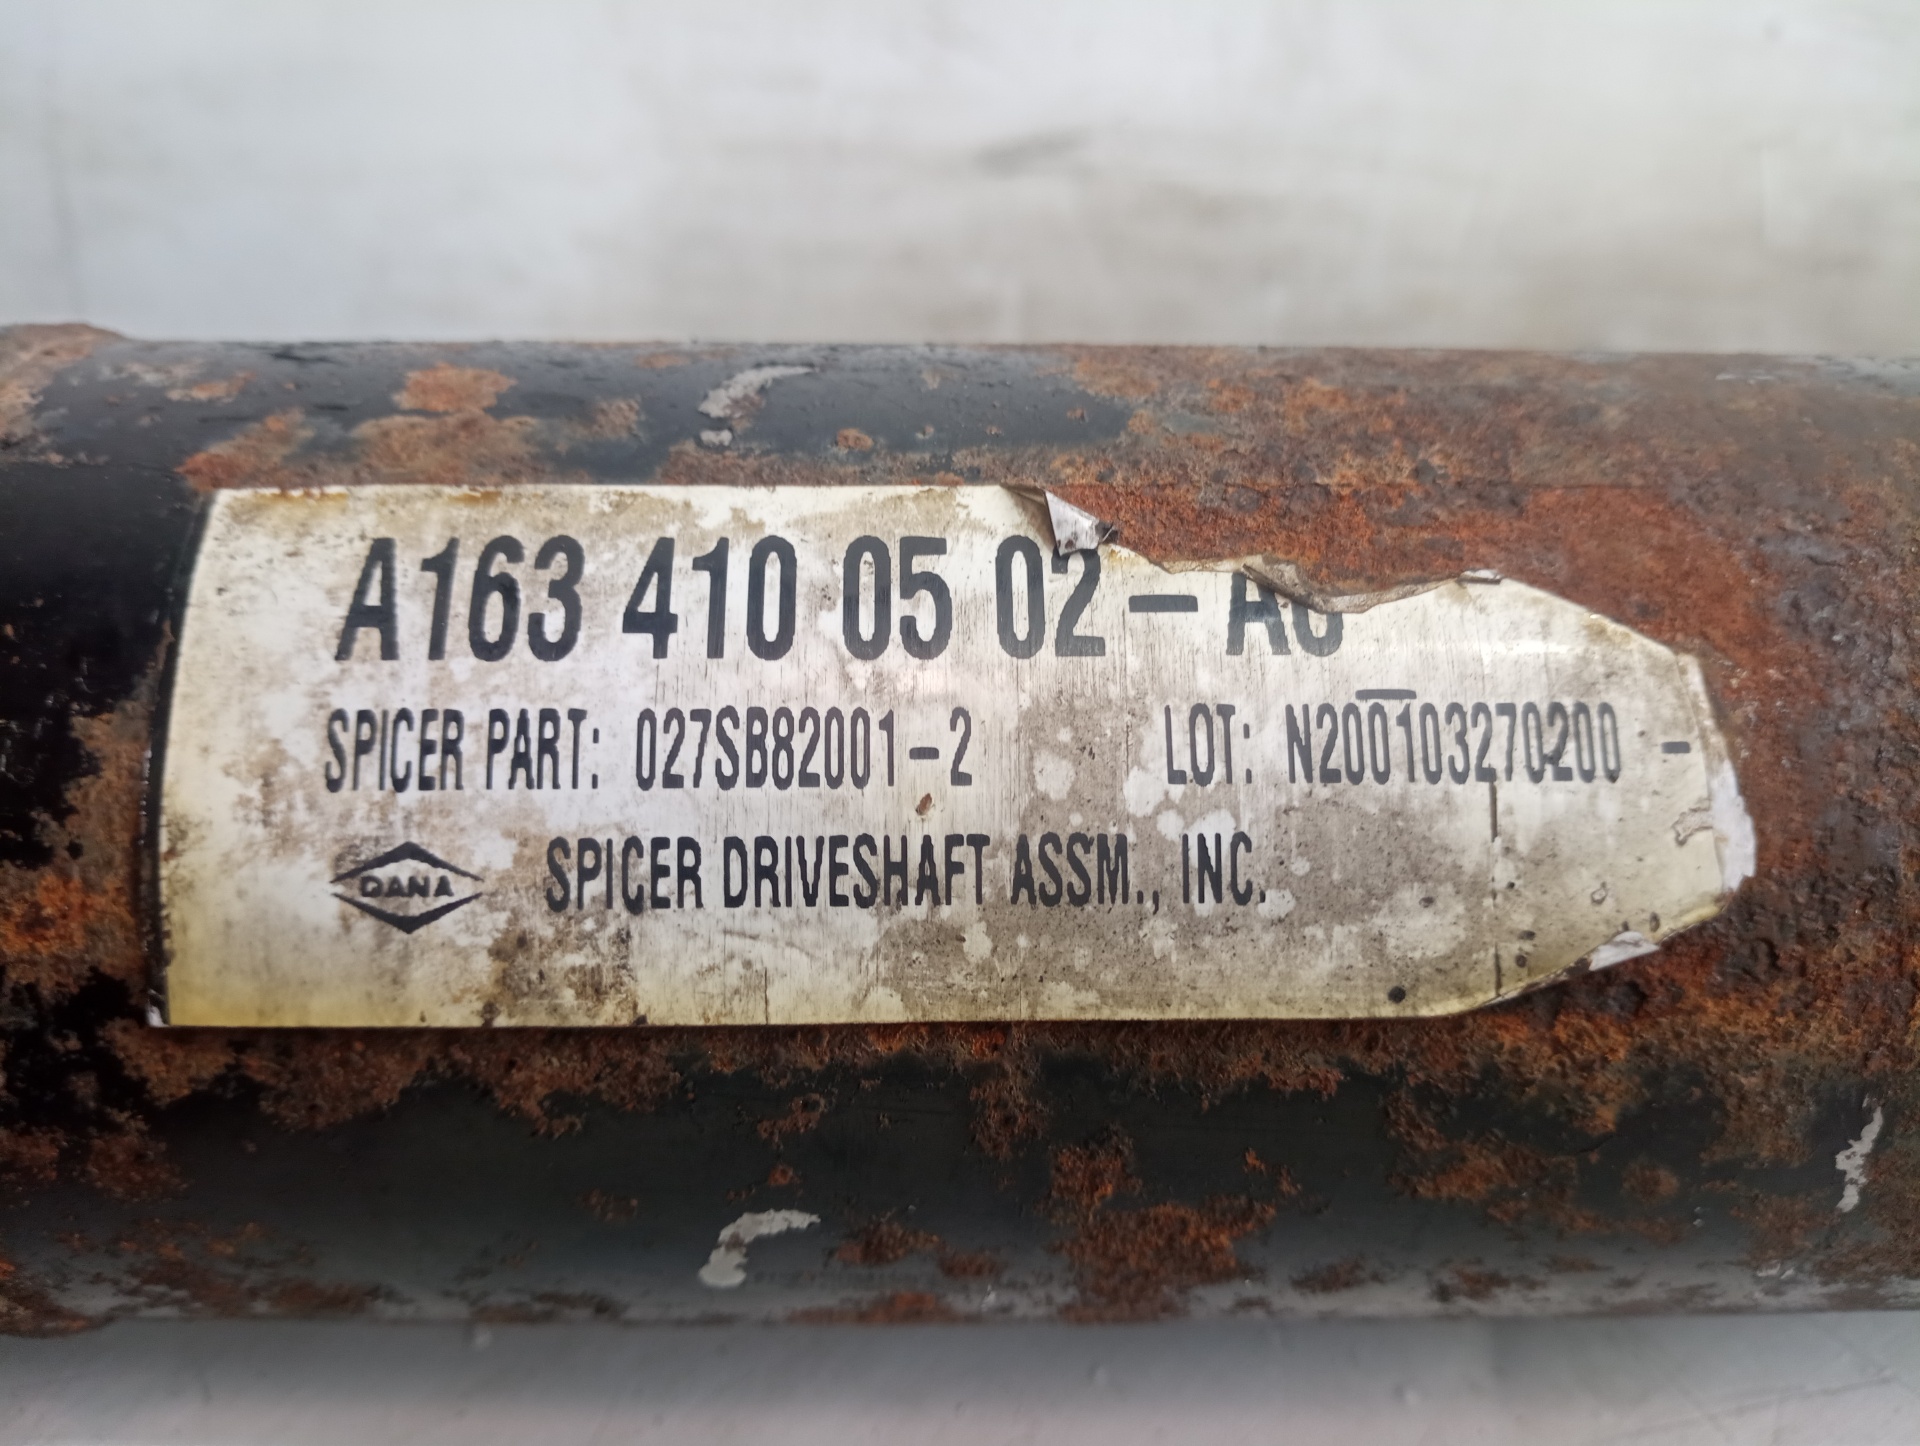 A163 410 05 02 -
SPICER PART: 027SB82001-2 LOT: N200103270200 -
DANA SPICER DRIVESHAFT ASSM., INC.